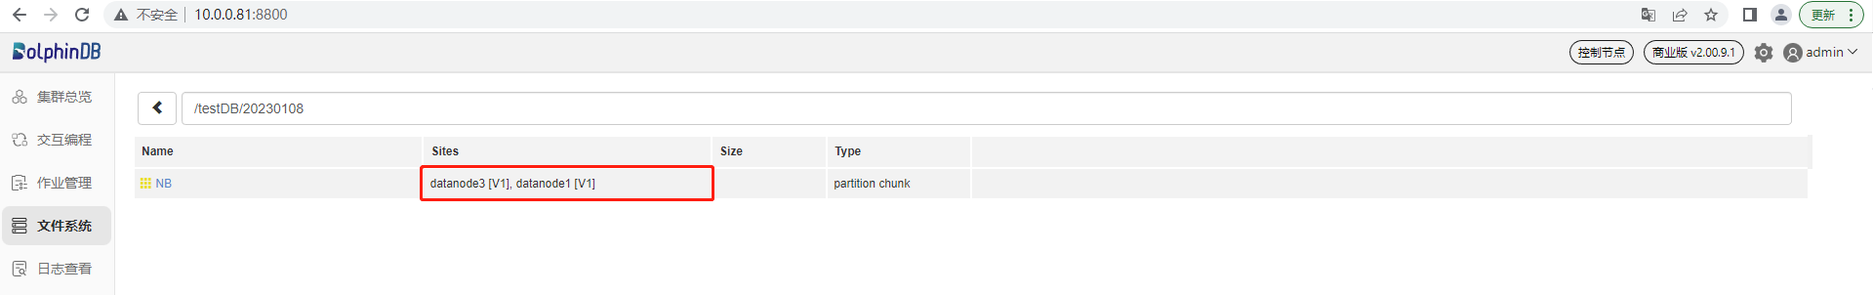 不安全 10.0.0.81:8800 更新
DolphinDB 控制节点 商业版 v2.00.9.1 admin
集群总览
/testDB/20230108
交互编程
Name Sites Size Type
作业管理
NB datanode3 [V1], datanode1 [V1] partition chunk
文件系统
日志查看